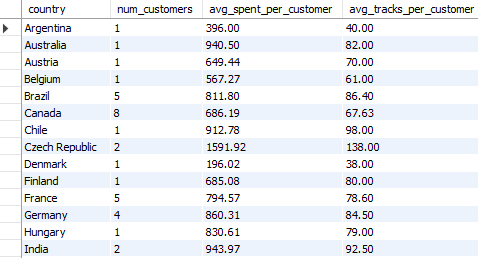 country num_customers avg_spent_per_customer avg_tracks_per_customer
Argentina 1 396.00 40.00
Australia 1 940.50 82.00
Austria 1 649.44 70.00
Belgium 1 567.27 61.00
Brazil 5 811.80 86.40
Canada 8 686.19 67.63
Chile 1 912.78 98.00
Czech Republic 2 1591.92 138.00
Denmark 1 196.02 38.00
Finland 1 685.08 80.00
France 5 794.57 78.60
Germany 4 860.31 84.50
Hungary 1 830.61 79.00
India 2 943.97 92.50